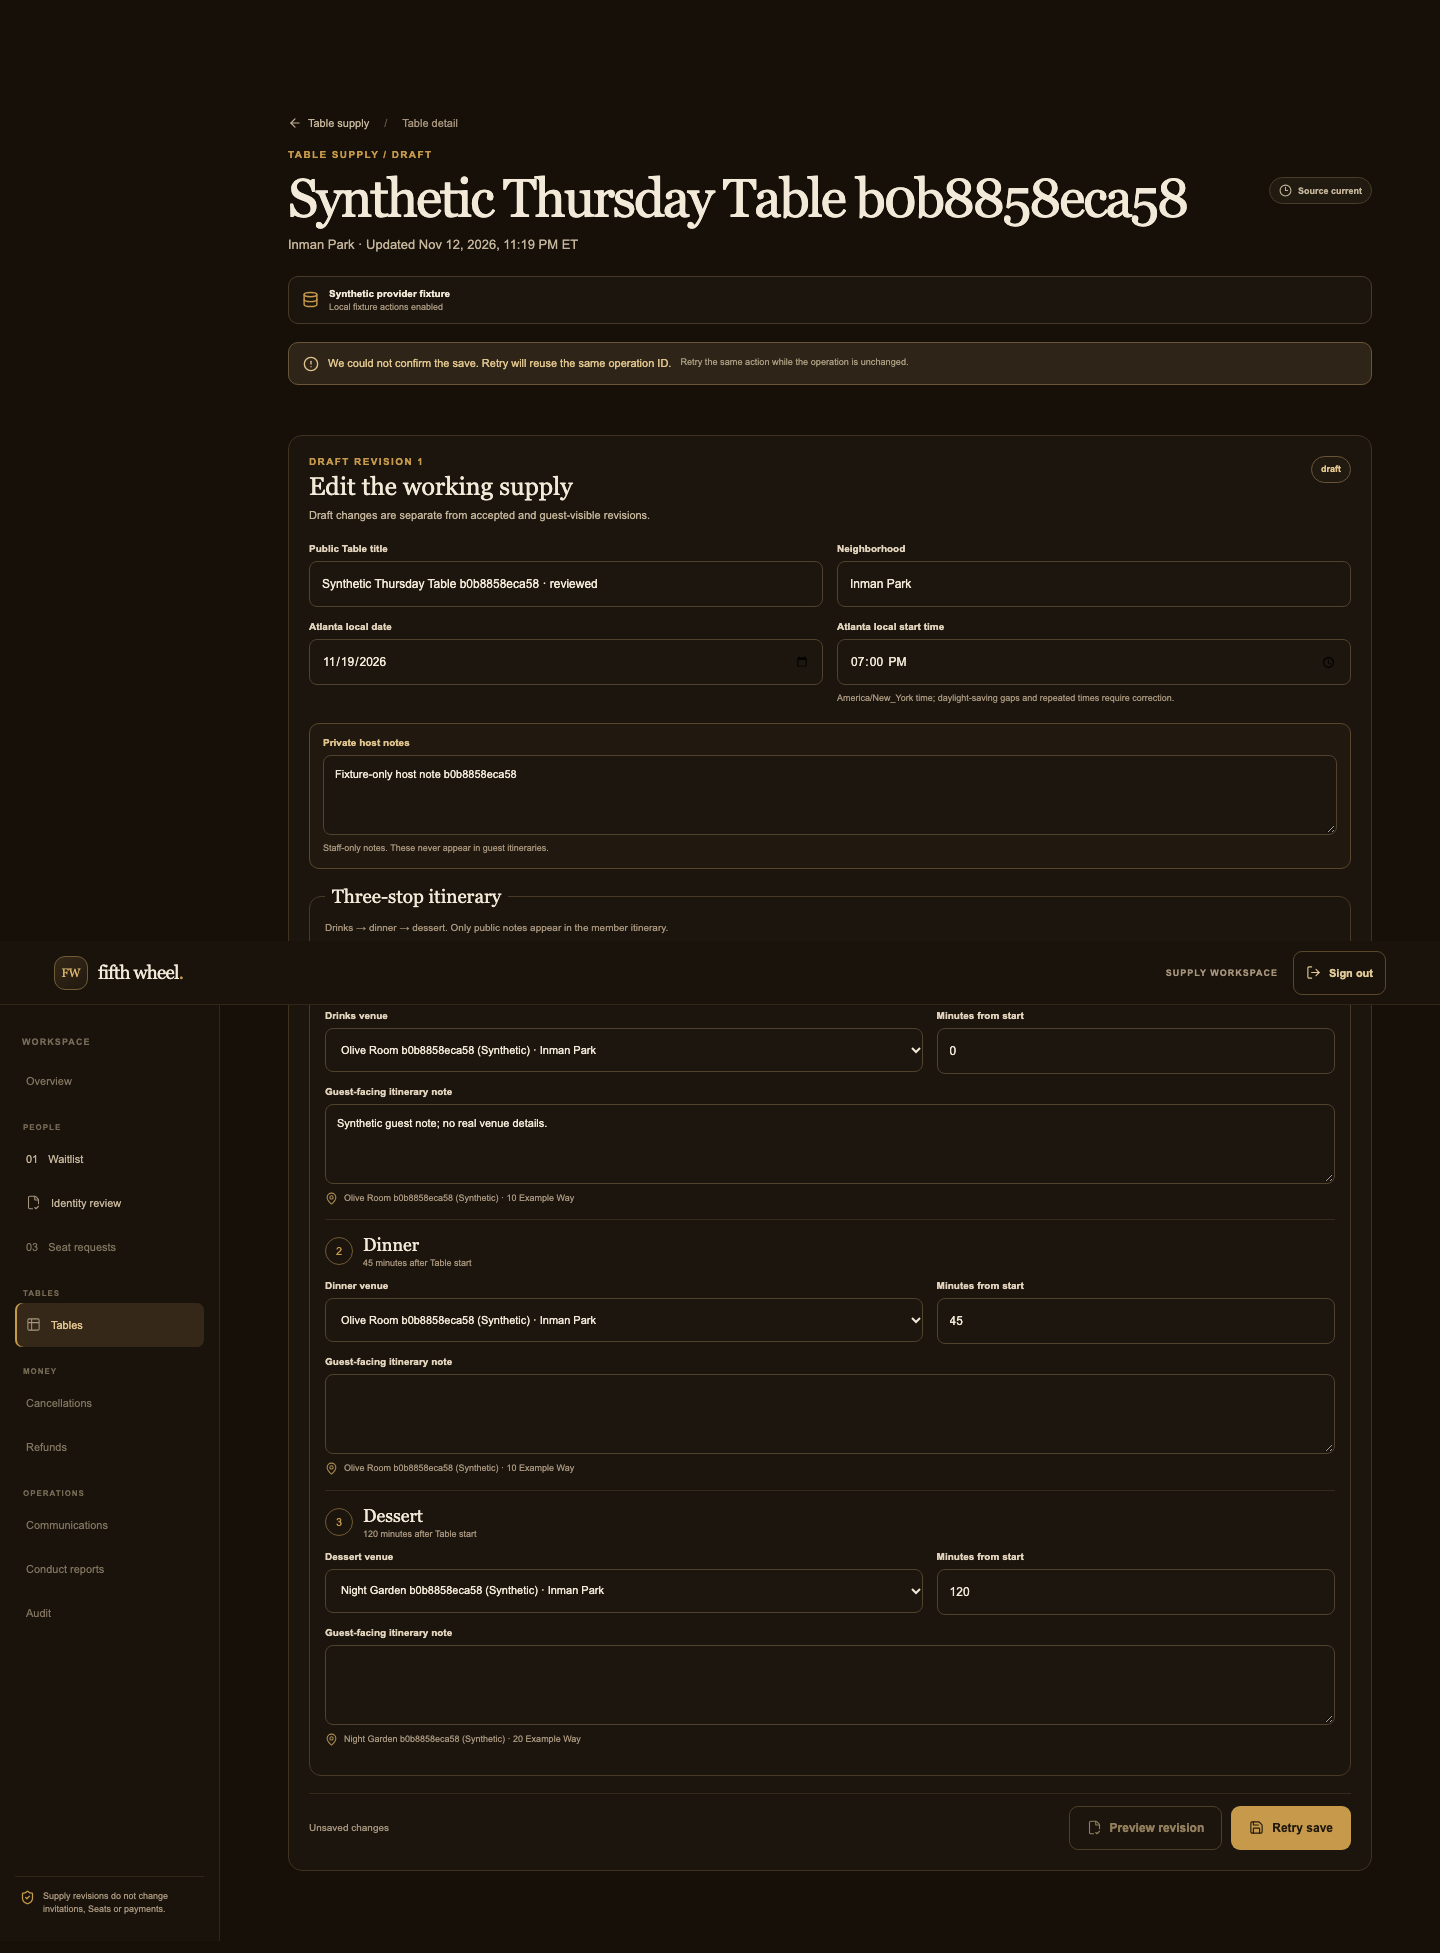 Table supply / Table detail
TABLE SUPPLY / DRAFT
Synthetic Thursday Table b0b8858eca58
Source current
Inman Park · Updated Nov 12, 2026, 11:19 PM ET
Synthetic provider fixture
Local fixture actions enabled
We could not confirm the save. Retry will reuse the same operation ID. Retry the same action while the operation is unchanged.
DRAFT REVISION 1
draft
Edit the working supply
Draft changes are separate from accepted and guest-visible revisions.
Public Table title
Synthetic Thursday Table b0b8858eca58 · reviewed
Neighborhood
Inman Park
Atlanta local date
11/19/2026
Atlanta local start time
07:00 PM
America/New_York time; daylight-saving gaps and repeated times require correction.
Private host notes
Fixture-only host note b0b8858eca58
Staff-only notes. These never appear in guest itineraries.
Three-stop itinerary
Drinks → dinner → dessert. Only public notes appear in the member itinerary.
FW
fifth wheel.
SUPPLY WORKSPACE
Sign out
WORKSPACE
Overview
PEOPLE
01 Waitlist
Identity review
03 Seat requests
TABLES
Tables
MONEY
Cancellations
Refunds
OPERATIONS
Communications
Conduct reports
Audit
Supply revisions do not change
invitations, Seats or payments.
Drinks venue
Olive Room b0b8858eca58 (Synthetic) · Inman Park
Minutes from start
0
Guest-facing itinerary note
Synthetic guest note; no real venue details.
Olive Room b0b8858eca58 (Synthetic) · 10 Example Way
2
Dinner
45 minutes after Table start
Dinner venue
Olive Room b0b8858eca58 (Synthetic) · Inman Park
Minutes from start
45
Guest-facing itinerary note
Olive Room b0b8858eca58 (Synthetic) · 10 Example Way
3
Dessert
120 minutes after Table start
Dessert venue
Night Garden b0b8858eca58 (Synthetic) · Inman Park
Minutes from start
120
Guest-facing itinerary note
Night Garden b0b8858eca58 (Synthetic) · 20 Example Way
Unsaved changes
Preview revision
Retry save